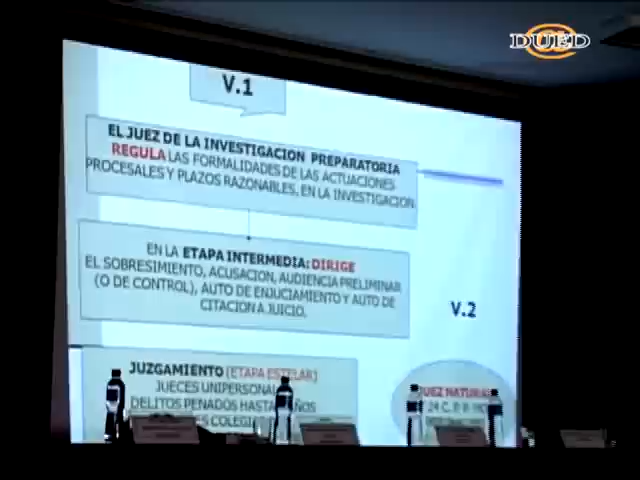 DUED
V.1
EL JUEZ DE LA INVESTIGACION PREPARATORIA
REGULA LAS FORMALIDADES DE LAS ACTUACIONES
PROCESALES Y PLAZOS RAZONABLES, EN LA INVESTIGACION
EN LA ETAPA INTERMEDIA: DIRIGE
EL SOBRESIMIENTO, ACUSACION, AUDIENCIA PRELIMINAR
(O DE CONTROL), AUTO DE ENJUCIAMIENTO Y AUTO DE
CITACION A JUICIO.
V.2
JUZGAMIENTO (ETAPA ESTELAR)
JUECES UNIPERSONAL
DELITOS PENADOS HASTA
JUEZ NATURAL